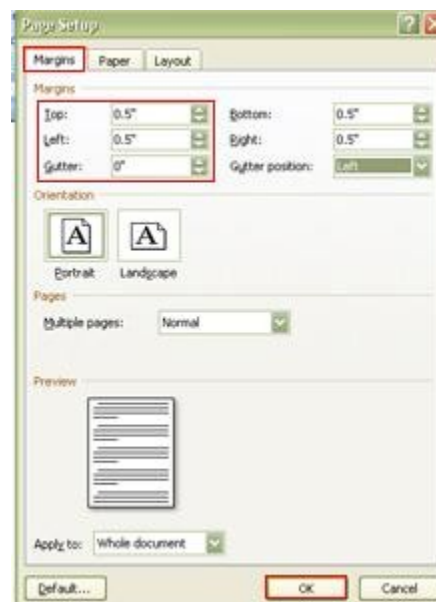 Page Setup
Margins Paper Layout
Margins
Top: 0.5" Bottom: 0.5"
Left: 0.5" Right: 0.5"
Gutter: 0" Gutter position: Left
Orientation
A A
Portrait Landscape
Pages
Multiple pages: Normal
Preview
Apply to: Whole document
Default... OK Cancel